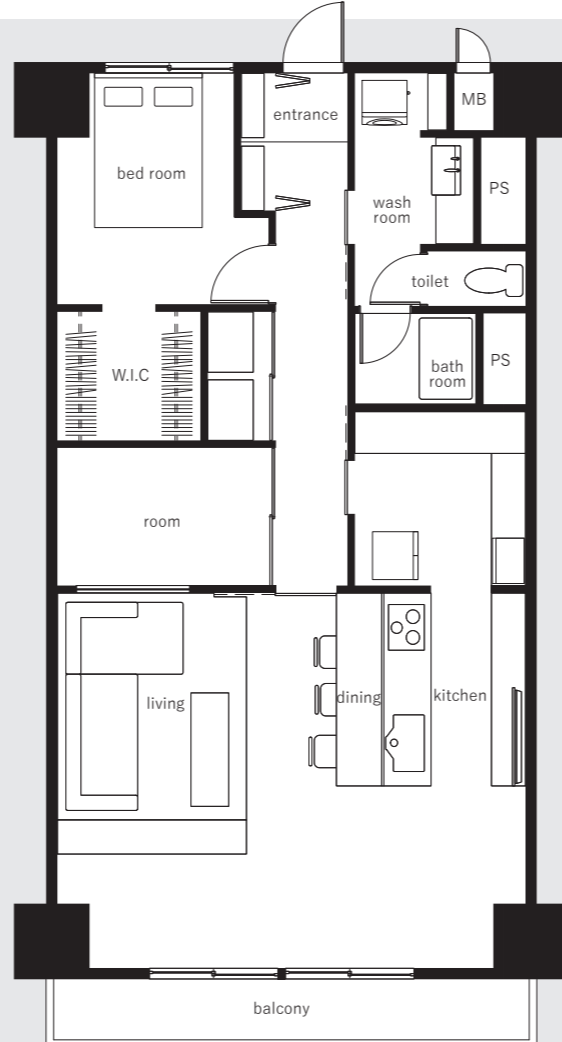 MB
entrance
bed room
PS
wash
room
toilet
bath
room
PS
W.I.C
room
living
dining
kitchen
balcony